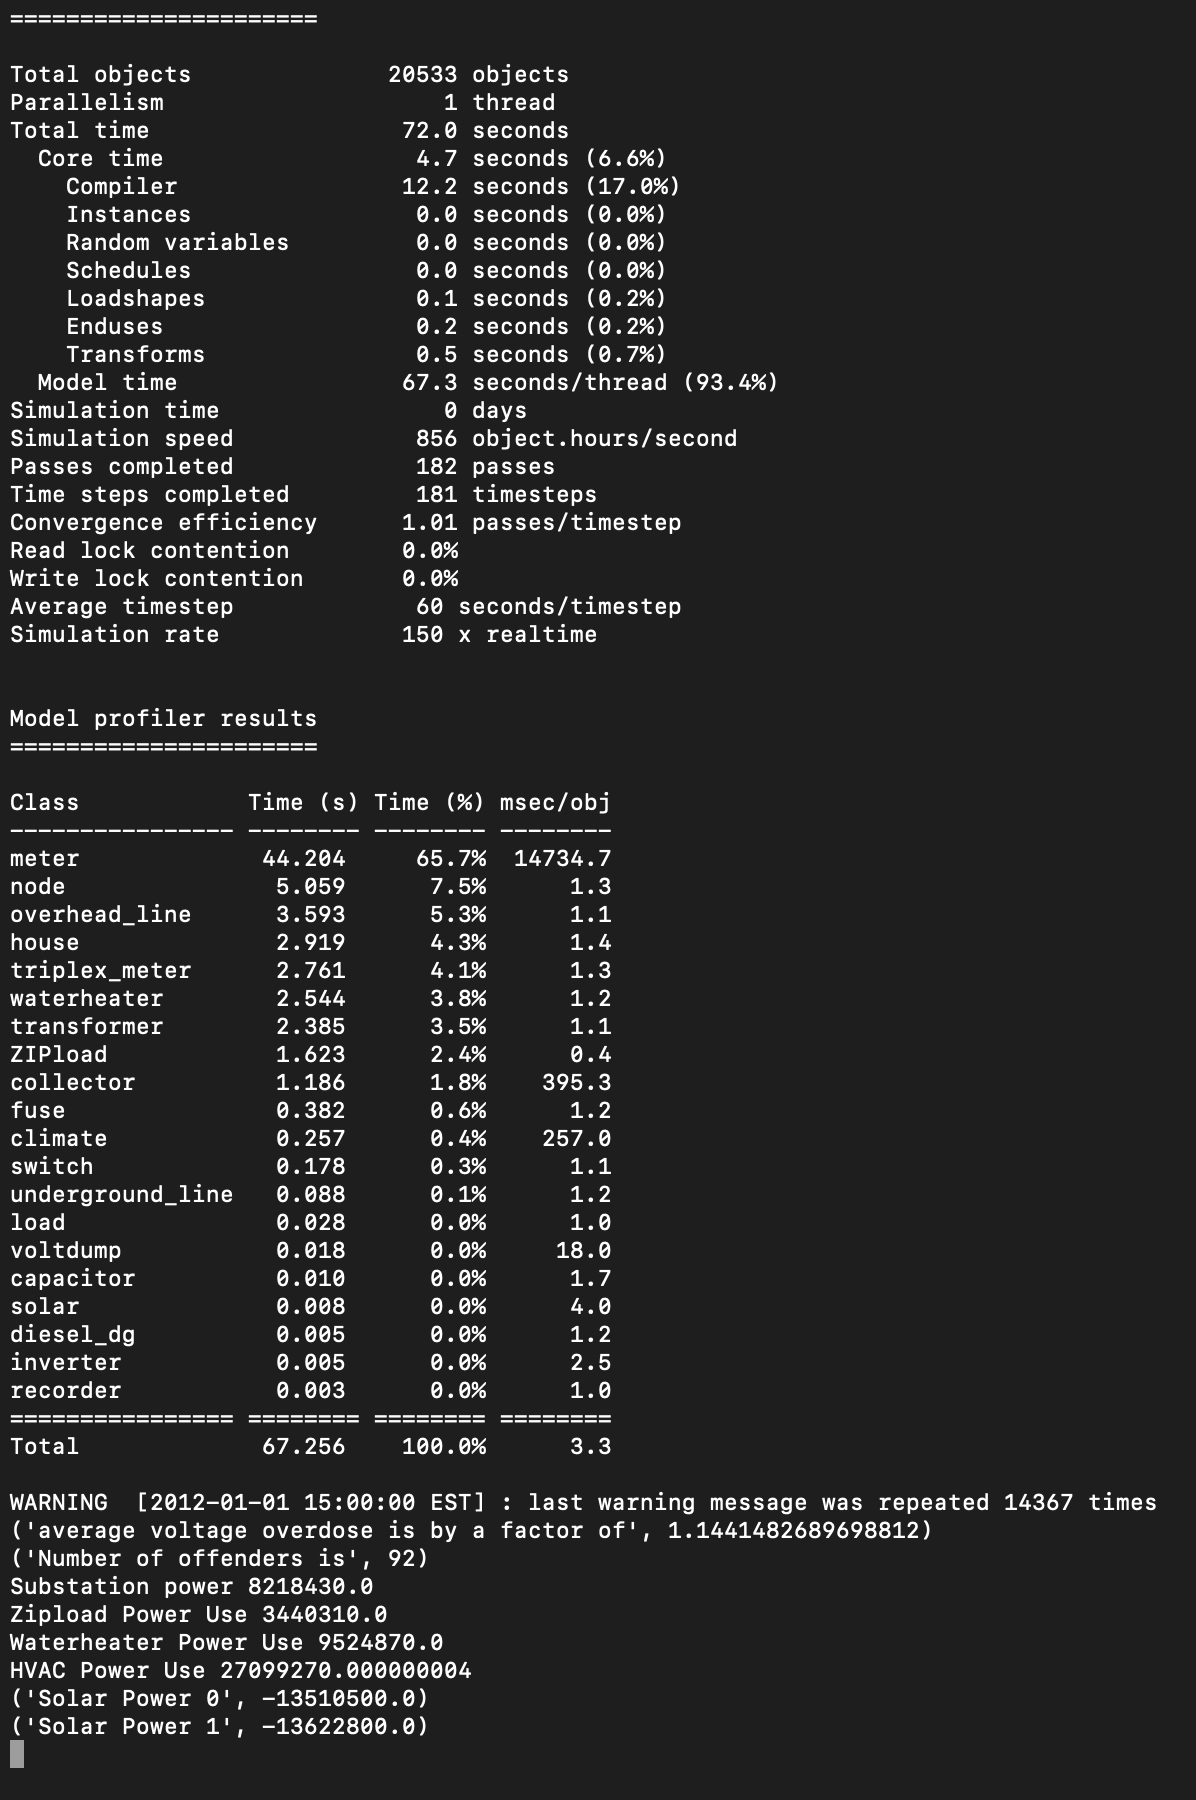 ======================
Total objects 20533 objects
Parallelism 1 thread
Total time 72.0 seconds
Core time 4.7 seconds (6.6%)
Compiler 12.2 seconds (17.0%)
Instances 0.0 seconds (0.0%)
Random variables 0.0 seconds (0.0%)
Schedules 0.0 seconds (0.0%)
Loadshapes 0.1 seconds (0.2%)
Enduses 0.2 seconds (0.2%)
Transforms 0.5 seconds (0.7%)
Model time 67.3 seconds/thread (93.4%)
Simulation time 0 days
Simulation speed 856 object.hours/second
Passes completed 182 passes
Time steps completed 181 timesteps
Convergence efficiency 1.01 passes/timestep
Read lock contention 0.0%
Write lock contention 0.0%
Average timestep 60 seconds/timestep
Simulation rate 150 x realtime
Model profiler results
======================
Class Time (s) Time (%) msec/obj
---------------- -------- -------- --------
meter 44.204 65.7% 14734.7
node 5.059 7.5% 1.3
overhead_line 3.593 5.3% 1.1
house 2.919 4.3% 1.4
triplex_meter 2.761 4.1% 1.3
waterheater 2.544 3.8% 1.2
transformer 2.385 3.5% 1.1
ZIPload 1.623 2.4% 0.4
collector 1.186 1.8% 395.3
fuse 0.382 0.6% 1.2
climate 0.257 0.4% 257.0
switch 0.178 0.3% 1.1
underground_line 0.088 0.1% 1.2
load 0.028 0.0% 1.0
voltdump 0.018 0.0% 18.0
capacitor 0.010 0.0% 1.7
solar 0.008 0.0% 4.0
diesel_dg 0.005 0.0% 1.2
inverter 0.005 0.0% 2.5
recorder 0.003 0.0% 1.0
================ ======== ======== ========
Total 67.256 100.0% 3.3
WARNING [2012-01-01 15:00:00 EST] : last warning message was repeated 14367 times
('average voltage overdose is by a factor of', 1.1441482689698812)
('Number of offenders is', 92)
Substation power 8218430.0
Zipload Power Use 3440310.0
Waterheater Power Use 9524870.0
HVAC Power Use 27099270.000000004
('Solar Power 0', -13510500.0)
('Solar Power 1', -13622800.0)